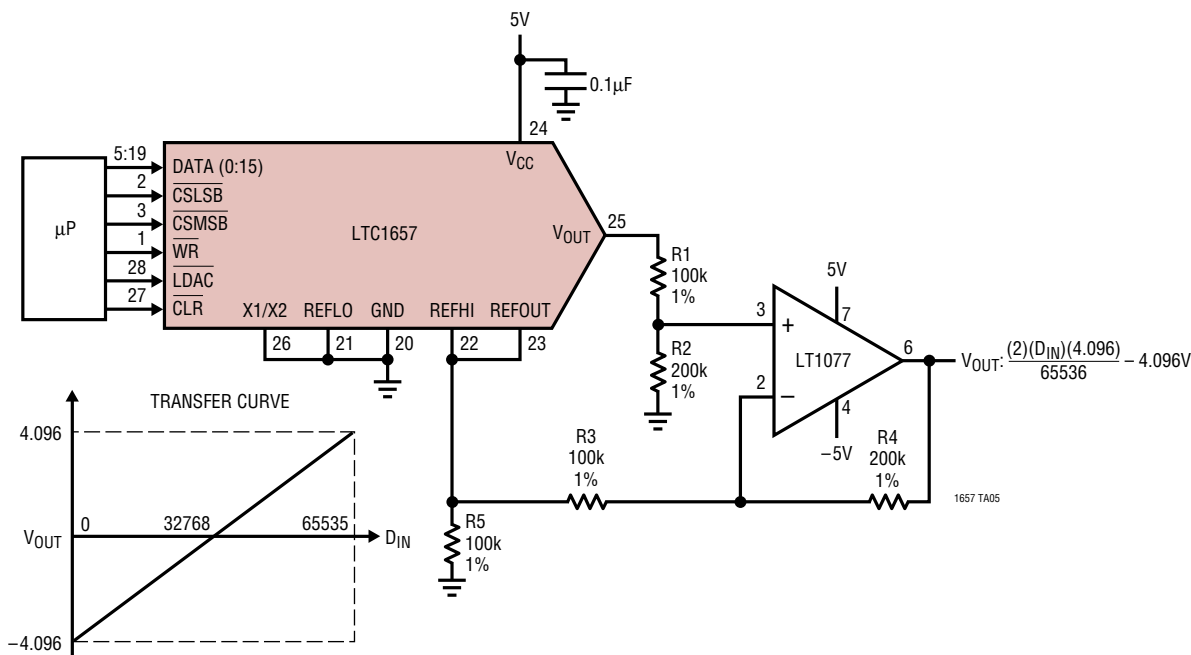 5V
0.1µF
24
VCC
µP
5:19
DATA (0:15)
2
CSLSB
3
CSMSB
1
WR
28
LDAC
27
CLR
LTC1657
VOUT
25
X1/X2 REFLO GND REFHI REFOUT
26 21 20 22 23
R1
100k
1%
R2
200k
1%
5V
3
+
7
LT1077
6
2
−
4
−5V
VOUT: (2)(DIN)(4.096)
65536
− 4.096V
R3
100k
1%
R4
200k
1%
R5
100k
1%
1657 TA05
TRANSFER CURVE
4.096
VOUT
0
32768
65535
DIN
−4.096